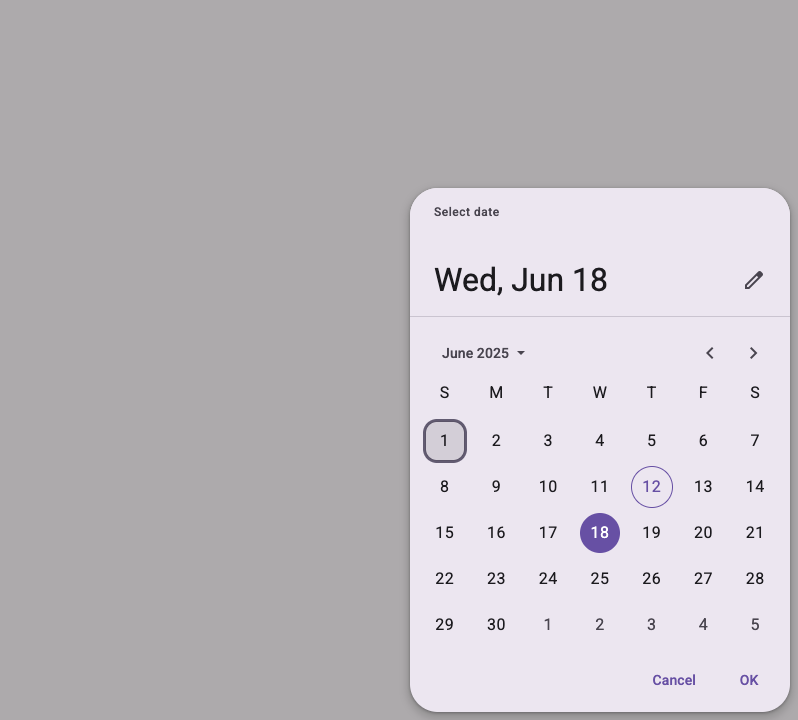 Select date
Wed, Jun 18
June 2025
S M T W T F S
1 2 3 4 5 6 7
8 9 10 11 12 13 14
15 16 17 18 19 20 21
22 23 24 25 26 27 28
29 30 1 2 3 4 5
Cancel OK